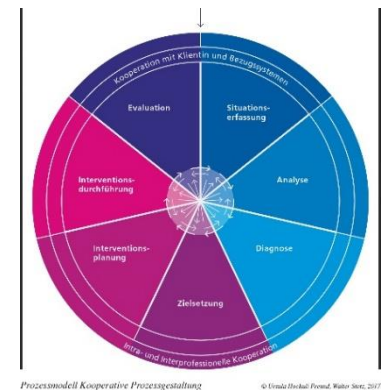 Kooperation mit Klientin und Bezugssystemen
Evaluation
Situations-
erfassung
Analyse
Diagnose
Zielsetzung
Interventions-
planung
Interventions-
durchführung
Intra- und Interprofessionelle Kooperation
Prozessmodell Kooperative Prozessgestaltung
© Ursula Hochuli Freund, Walter Stotz, 2017